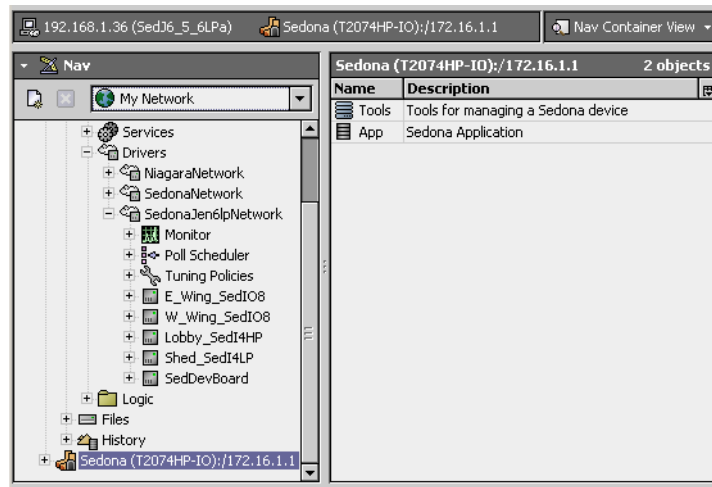 192.168.1.36 (SedJ6_5_6LPa) Sedona (T2074HP-IO):/172.16.1.1 Nav Container View
Nav
My Network
Services
Drivers
NiagaraNetwork
SedonaNetwork
SedonaJen6lpNetwork
Monitor
Poll Scheduler
Tuning Policies
E_Wing_SedIO8
W_Wing_SedIO8
Lobby_SedI4HP
Shed_SedI4LP
SedDevBoard
Logic
Files
History
Sedona (T2074HP-IO):/172.16.1.1
Sedona (T2074HP-IO):/172.16.1.1 2 objects
Name Description
Tools Tools for managing a Sedona device
App Sedona Application